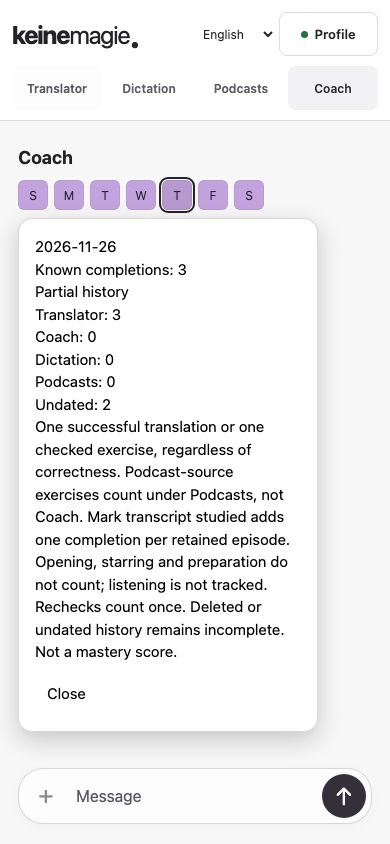 keinemagie.
English
Profile
Translator
Dictation
Podcasts
Coach
Coach
S M T W T F S
2026-11-26
Known completions: 3
Partial history
Translator: 3
Coach: 0
Dictation: 0
Podcasts: 0
Undated: 2
One successful translation or one
checked exercise, regardless of
correctness. Podcast-source
exercises count under Podcasts, not
Coach. Mark transcript studied adds
one completion per retained episode.
Opening, starring and preparation do
not count; listening is not tracked.
Rechecks count once. Deleted or
undated history remains incomplete.
Not a mastery score.
Close
Message